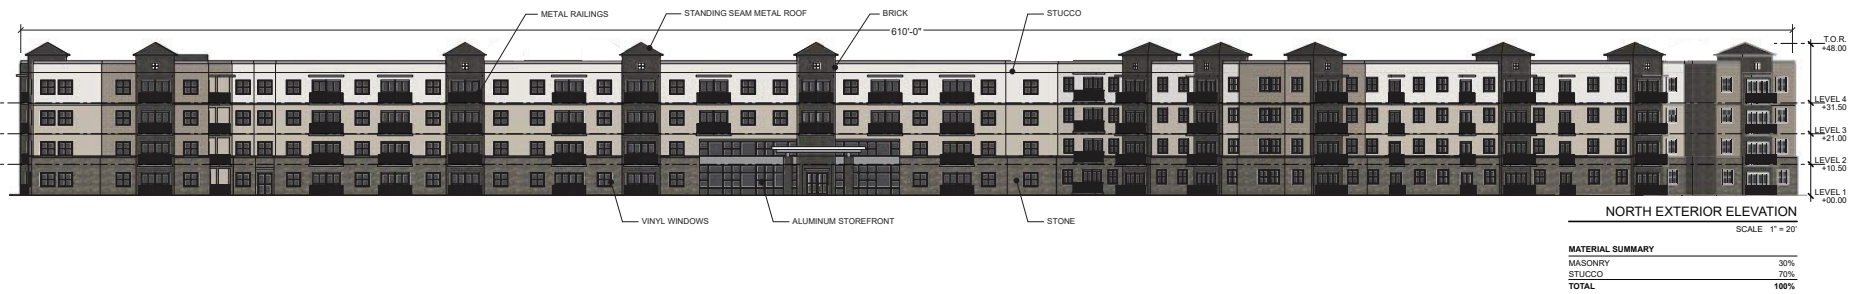 METAL RAILINGS
STANDING SEAM METAL ROOF
BRICK
STUCCO
610'-0"
T.O.R.
+48.00
LEVEL 4
+31.50
LEVEL 3
+21.00
LEVEL 2
+10.50
LEVEL 1
+00.00
VINYL WINDOWS
ALUMINUM STOREFRONT
STONE
NORTH EXTERIOR ELEVATION
SCALE 1" = 20'
MATERIAL SUMMARY
MASONRY 30%
STUCCO 70%
TOTAL 100%